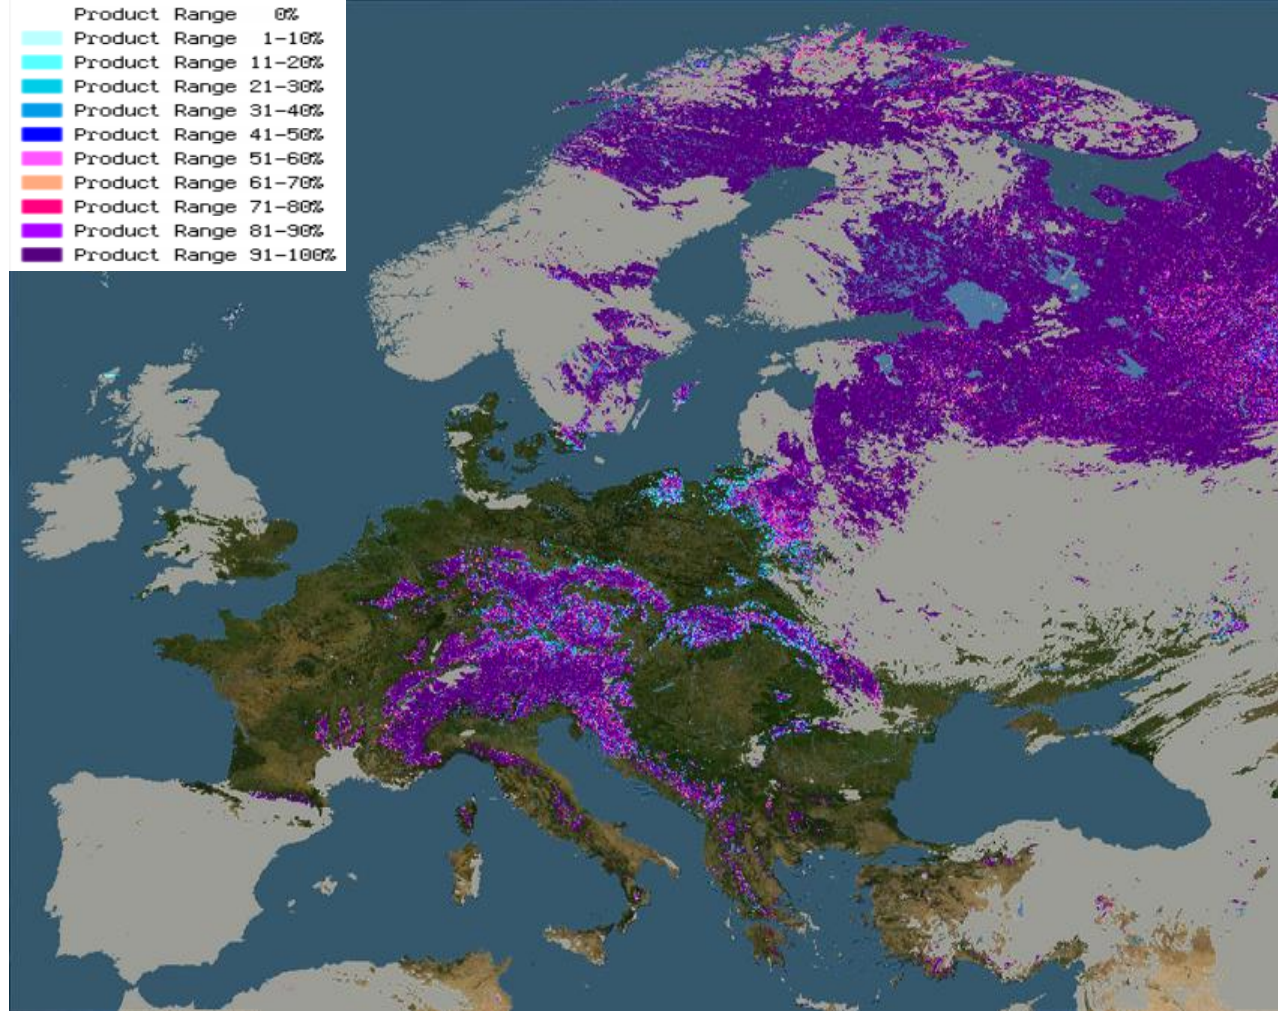 Product Range 0%
Product Range 1-10%
Product Range 11-20%
Product Range 21-30%
Product Range 31-40%
Product Range 41-50%
Product Range 51-60%
Product Range 61-70%
Product Range 71-80%
Product Range 81-90%
Product Range 91-100%